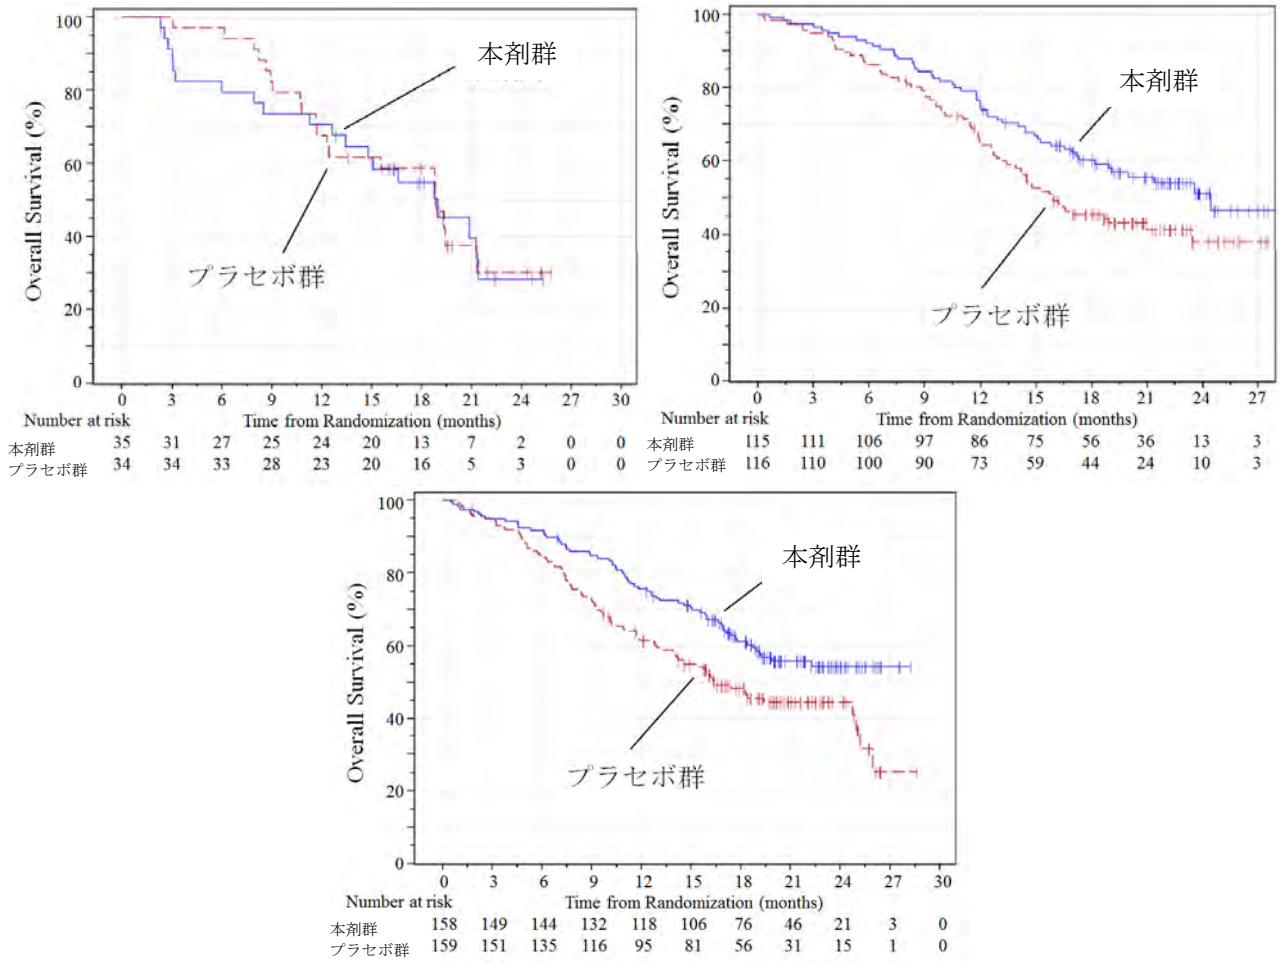 Overall Survival (%)
100
80
60
40
20
0
本剤群
プラセボ群
0 3 6 9 12 15 18 21 24 27 30
Number at risk Time from Randomization (months)
本剤群 35 31 27 25 24 20 13 7 2 0 0
プラセボ群 34 34 33 28 23 20 16 5 3 0 0
Overall Survival (%)
100
80
60
40
20
0
本剤群
プラセボ群
0 3 6 9 12 15 18 21 24 27
Number at risk Time from Randomization (months)
本剤群 115 111 106 97 86 75 56 36 13 3
プラセボ群 116 110 100 90 73 59 44 24 10 3
Overall Survival (%)
100
80
60
40
20
0
本剤群
プラセボ群
0 3 6 9 12 15 18 21 24 27 30
Number at risk Time from Randomization (months)
本剤群 158 149 144 132 118 106 76 46 21 3 0
プラセボ群 159 151 135 116 95 81 56 31 15 1 0